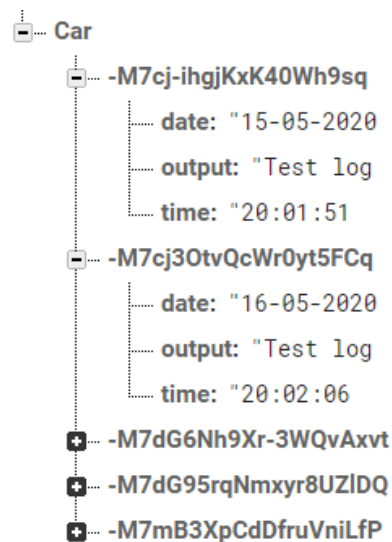 Car
-M7cj-ihgjKxK40Wh9sq
date: "15-05-2020
output: "Test log
time: "20:01:51
-M7cj3OtvQcWr0yt5FCq
date: "16-05-2020
output: "Test log
time: "20:02:06
-M7dG6Nh9Xr-3WQvAxvt
-M7dG95rqNmxyr8UZlDQ
-M7mB3XpCdDfruVniLfP